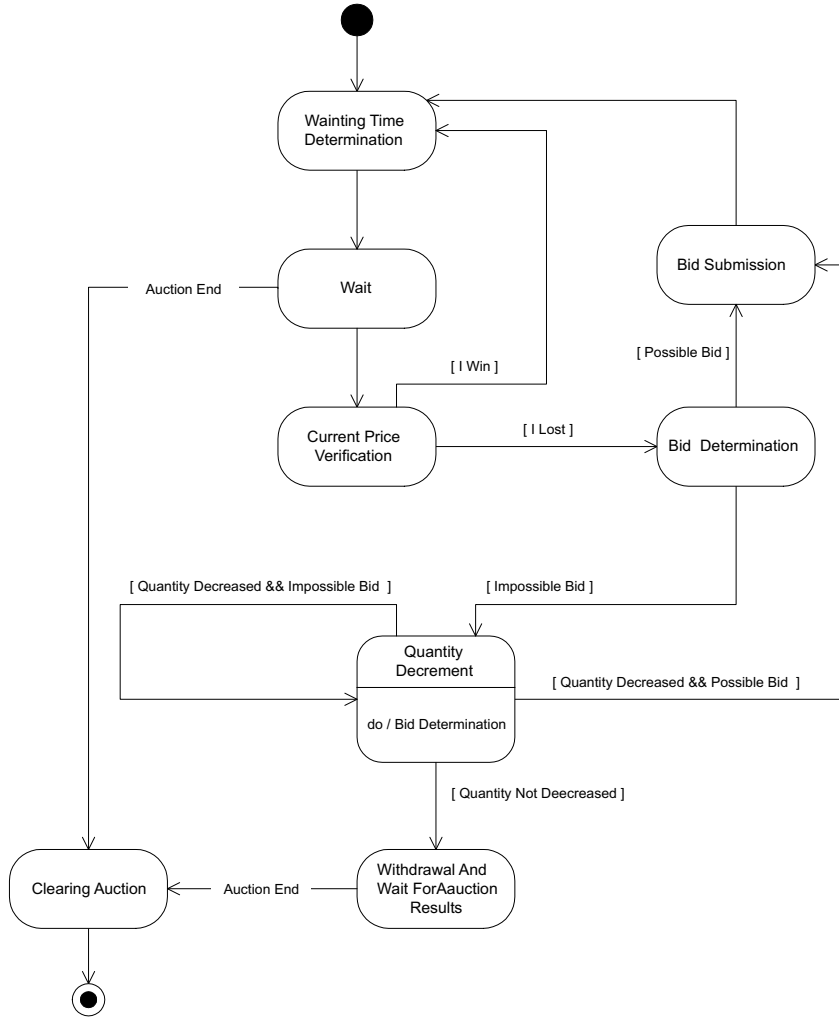 Wainting Time
Determination
Wait
Auction End
Bid Submission
[ Possible Bid ]
[ I Win ]
Current Price
Verification
[ I Lost ]
Bid  Determination
[ Quantity Decreased && Impossible Bid  ]
[ Impossible Bid ]
Quantity
Decrement
do / Bid Determination
[ Quantity Decreased && Possible Bid  ]
[ Quantity Not Deecreased ]
Clearing Auction
Auction End
Withdrawal And
Wait ForAauction
Results